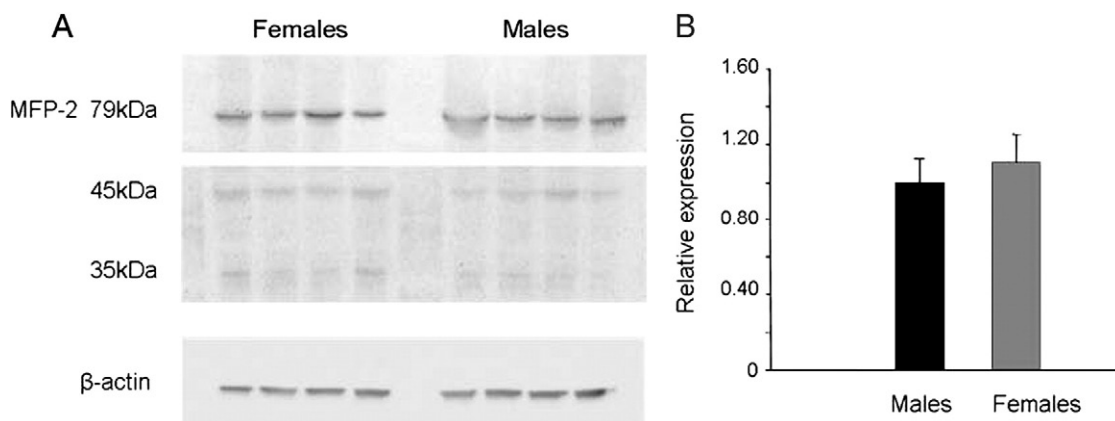 A
Females Males
MFP-2 79kDa
45kDa
35kDa
β-actin
B
Relative expression
1.60
1.20
0.80
0.40
0
Males Females